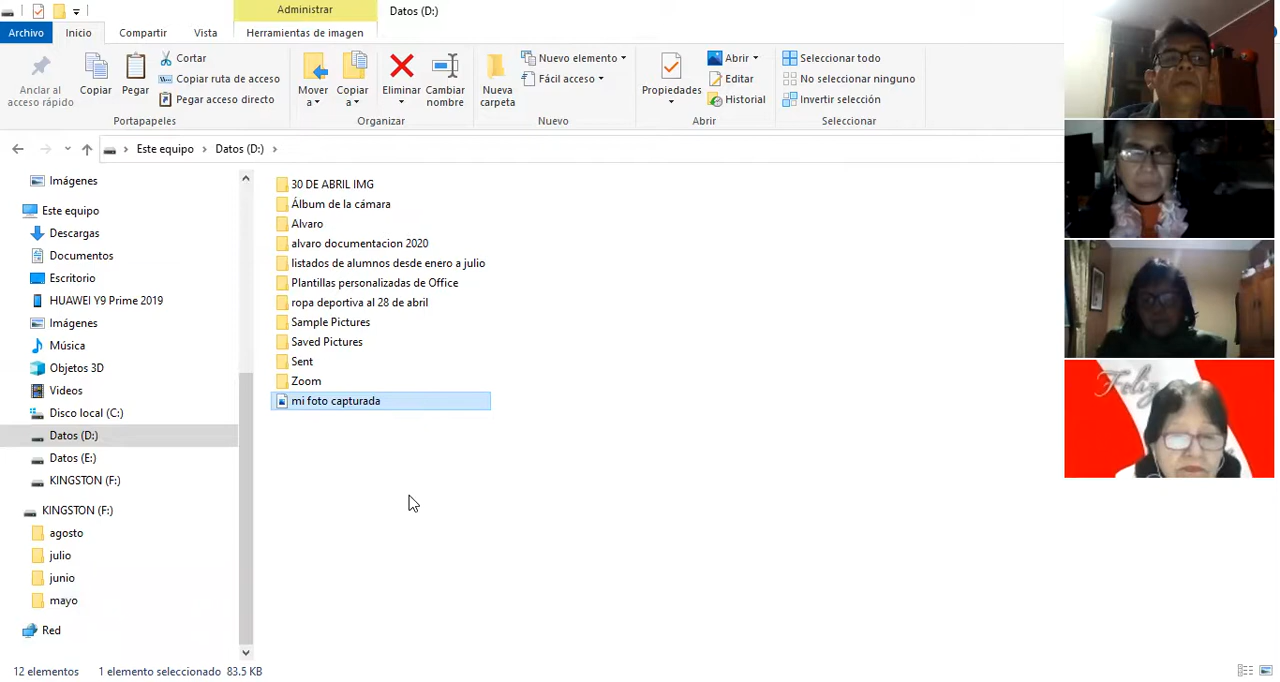 Administrar
Datos (D:)
Archivo
Inicio
Compartir
Vista
Herramientas de imagen
Anclar al
acceso rápido
Copiar
Pegar
Cortar
Copiar ruta de acceso
Pegar acceso directo
Portapapeles
Mover
a
Copiar
a
Eliminar
Cambiar
nombre
Organizar
Nueva
carpeta
Nuevo elemento
Fácil acceso
Nuevo
Propiedades
Abrir
Editar
Historial
Abrir
Seleccionar todo
No seleccionar ninguno
Invertir selección
Seleccionar
Este equipo
Datos (D:)
Imágenes
Este equipo
Descargas
Documentos
Escritorio
HUAWEI Y9 Prime 2019
Imágenes
Música
Objetos 3D
Videos
Disco local (C:)
Datos (D:)
Datos (E:)
KINGSTON (F:)
KINGSTON (F:)
agosto
julio
junio
mayo
Red
30 DE ABRIL IMG
Álbum de la cámara
Alvaro
alvaro documentacion 2020
listados de alumnos desde enero a julio
Plantillas personalizadas de Office
ropa deportiva al 28 de abril
Sample Pictures
Saved Pictures
Sent
Zoom
mi foto capturada
12 elementos
1 elemento seleccionado
83.5 KB
Feliz